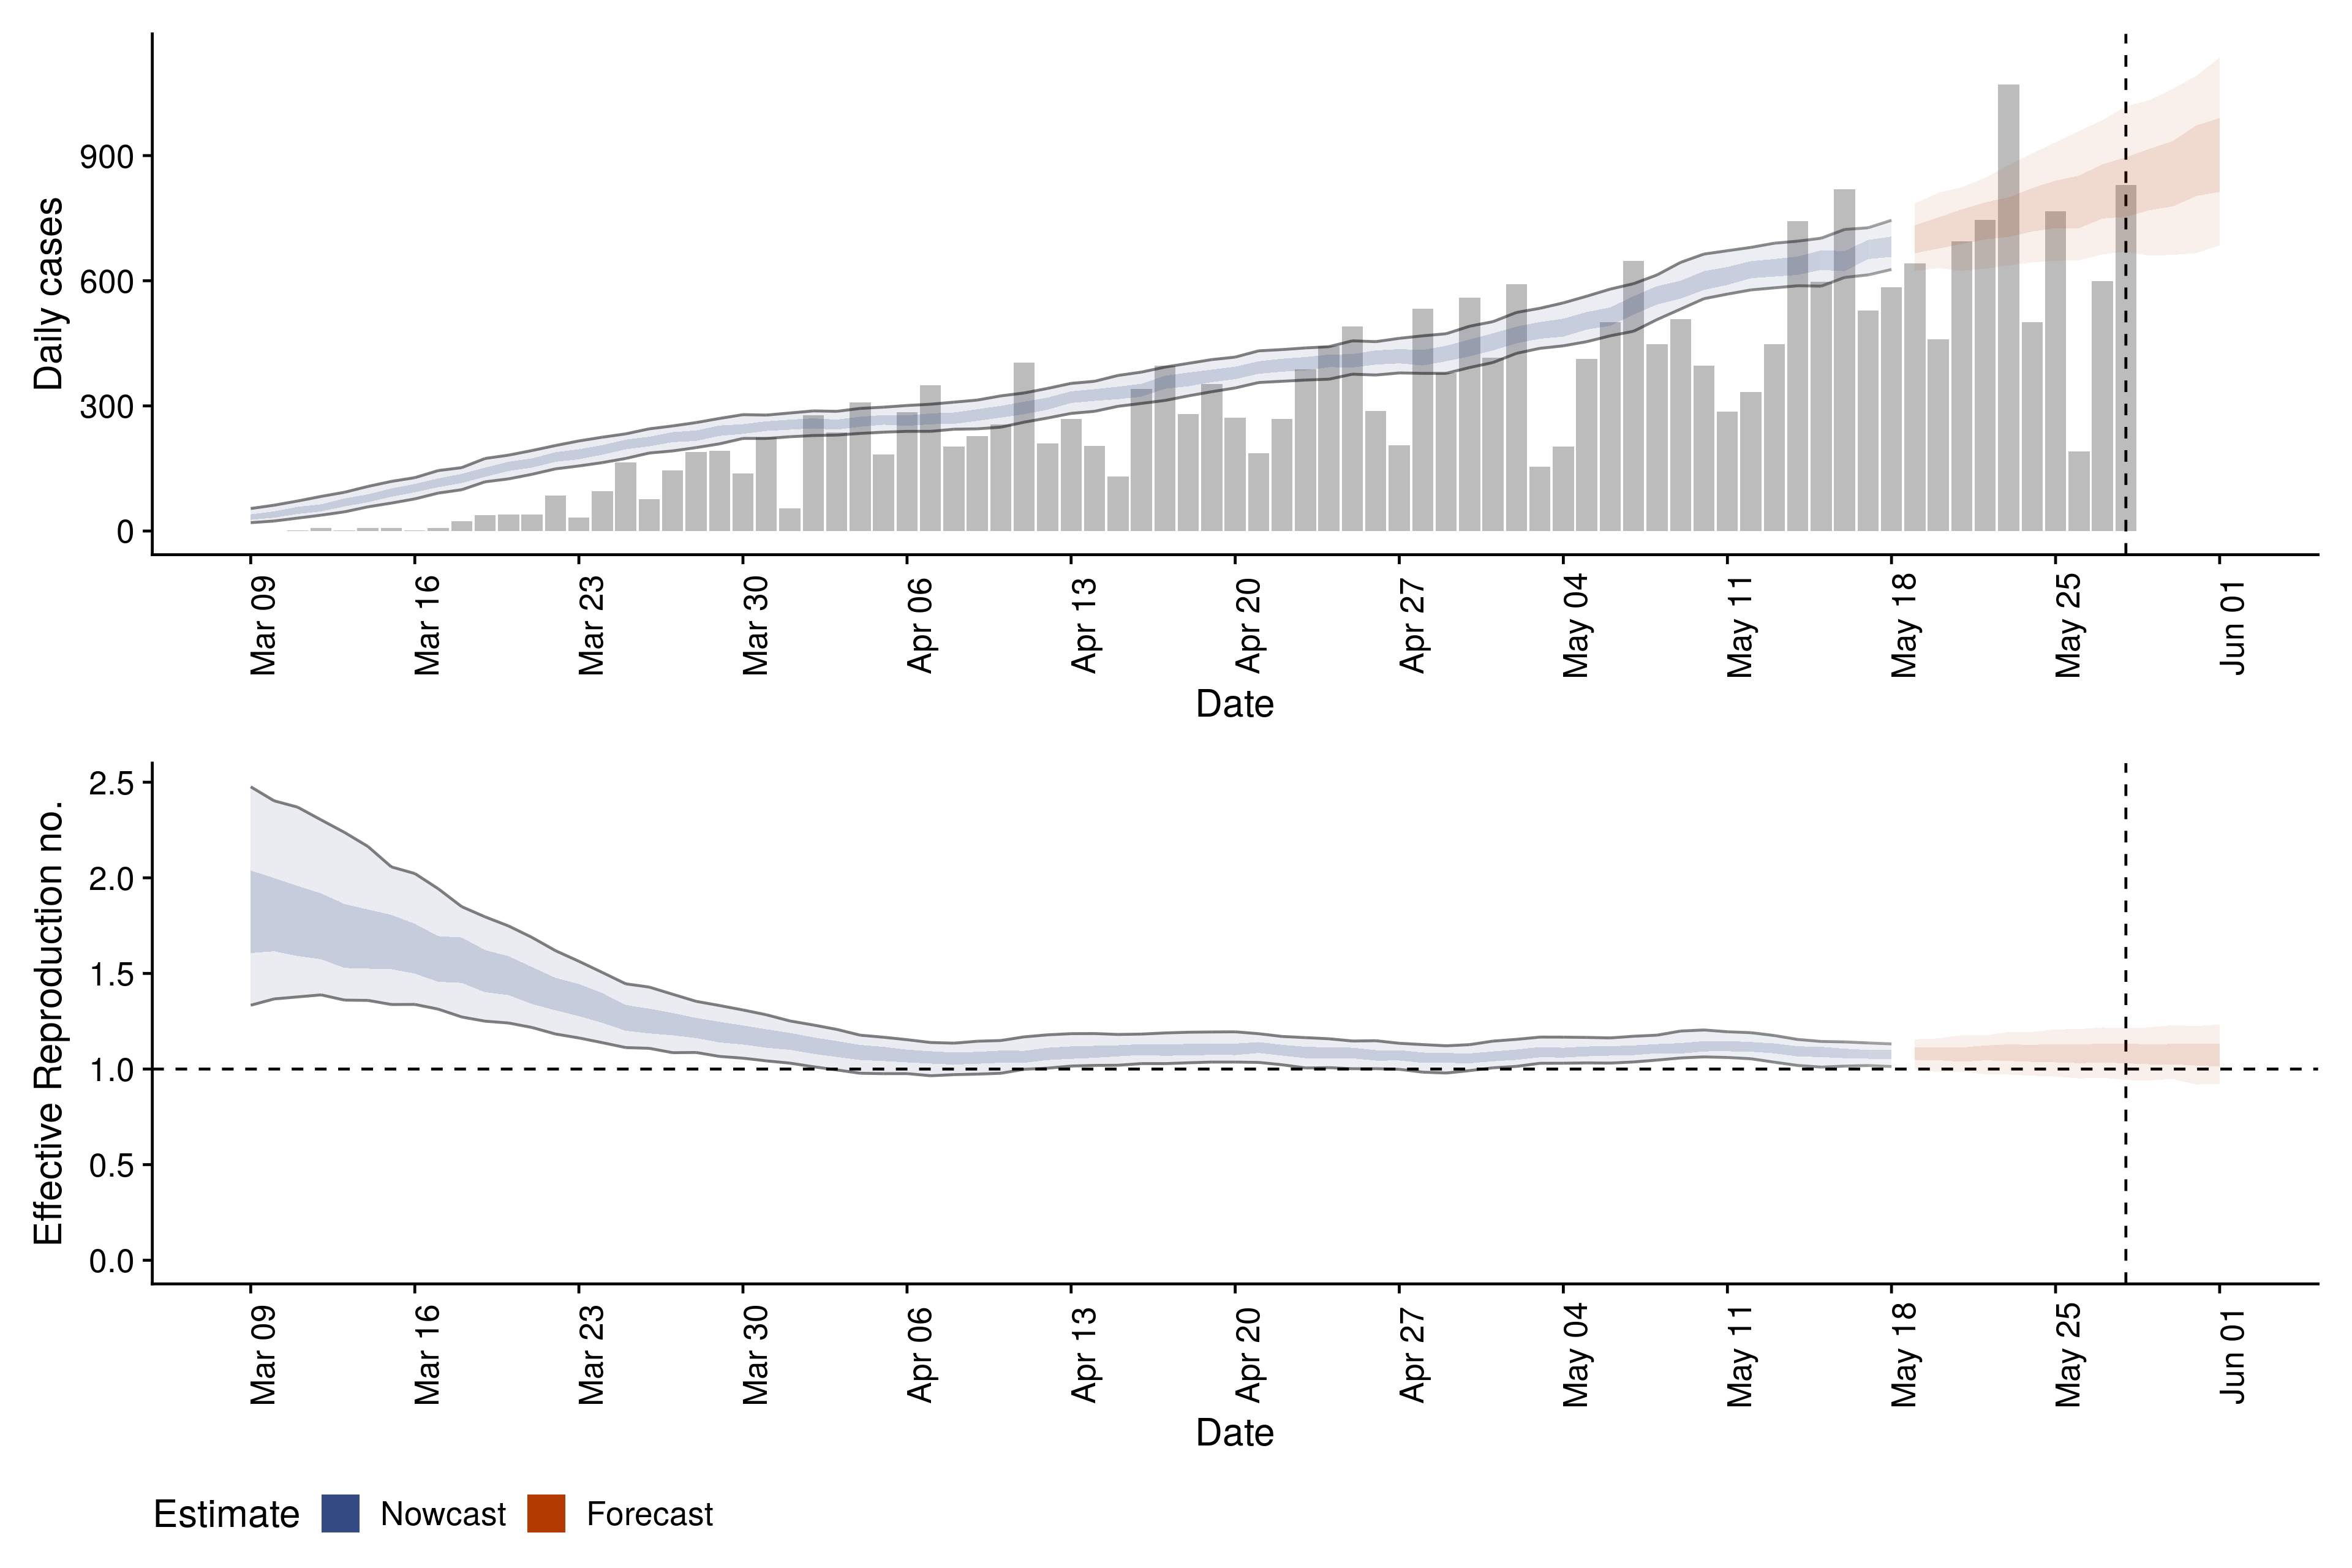 Daily cases
900
600
300
0
Mar 09
Mar 16
Mar 23
Mar 30
Apr 06
Apr 13
Apr 20
Apr 27
May 04
May 11
May 18
May 25
Jun 01
Date
Effective Reproduction no.
2.5
2.0
1.5
1.0
0.5
0.0
Mar 09
Mar 16
Mar 23
Mar 30
Apr 06
Apr 13
Apr 20
Apr 27
May 04
May 11
May 18
May 25
Jun 01
Date
Estimate Nowcast Forecast